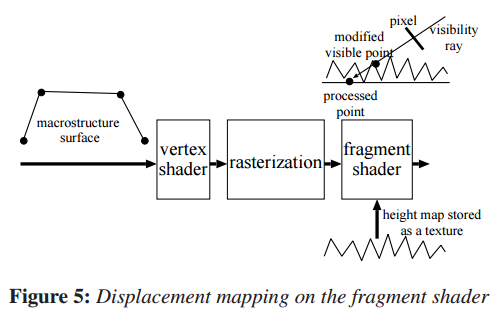 pixel
visibility
ray
modified
visible point
processed
point
macrostructure
surface
vertex
shader
rasterization
fragment
shader
height map stored
as a texture
Figure 5: Displacement mapping on the fragment shader